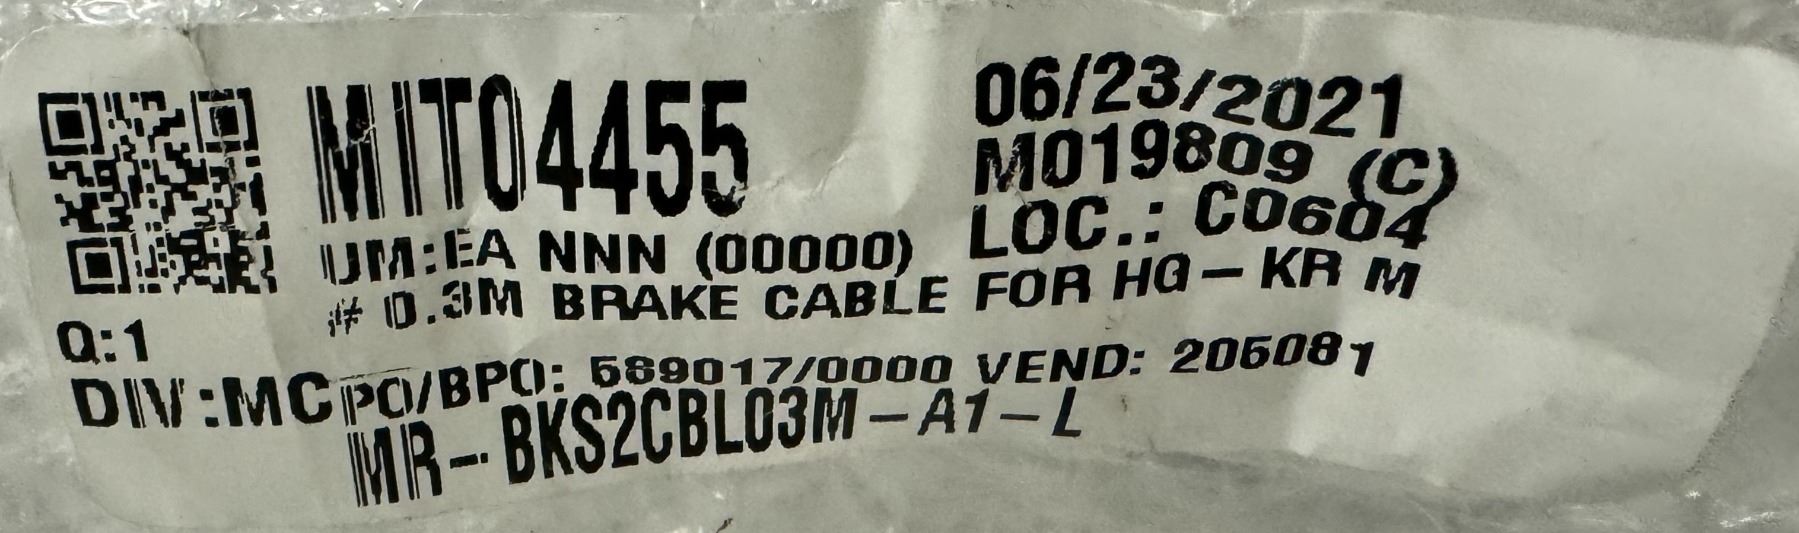 MIT04455
06/23/2021
M019809 (C)
LOC.: C0604
UM:EA NNN (00000)
# 0.3M BRAKE CABLE FOR HG-KR M
Q:1
DIV:MC
PO/BPO: 589017/0000 VEND: 205081
MR-BKS2CBL03M-A1-L